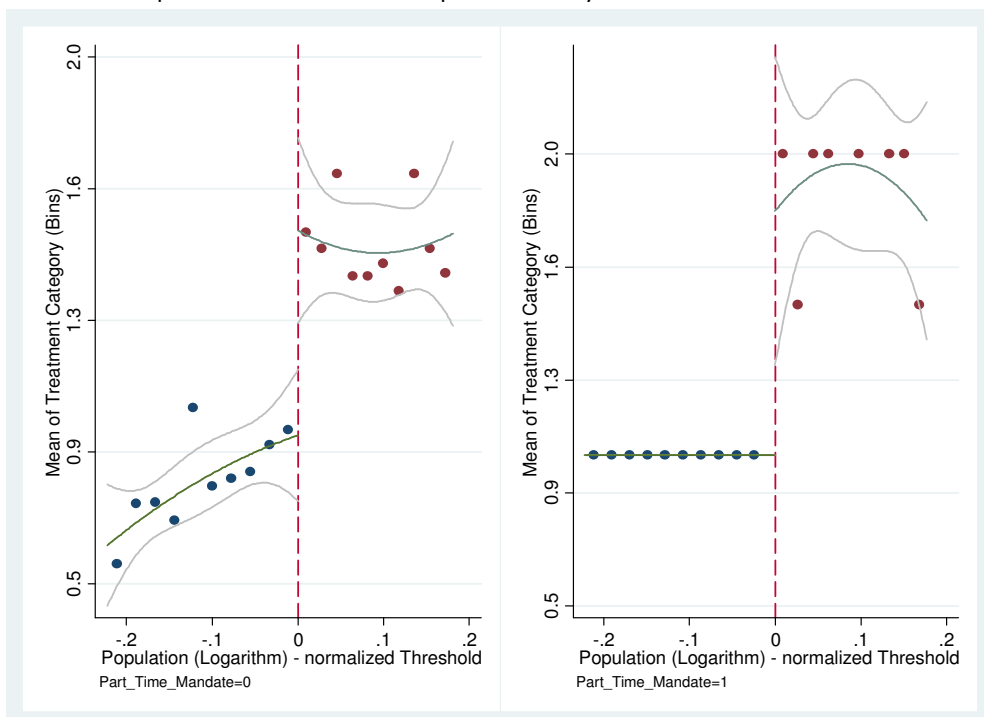 2.0
1.6
1.3
0.9
0.5
Mean of Treatment Category (Bins)
-.2 -.1 0 .1 .2
Population (Logarithm) - normalized Threshold
Part_Time_Mandate=0
2.0
1.6
1.3
0.9
0.5
Mean of Treatment Category (Bins)
-.2 -.1 0 .1 .2
Population (Logarithm) - normalized Threshold
Part_Time_Mandate=1